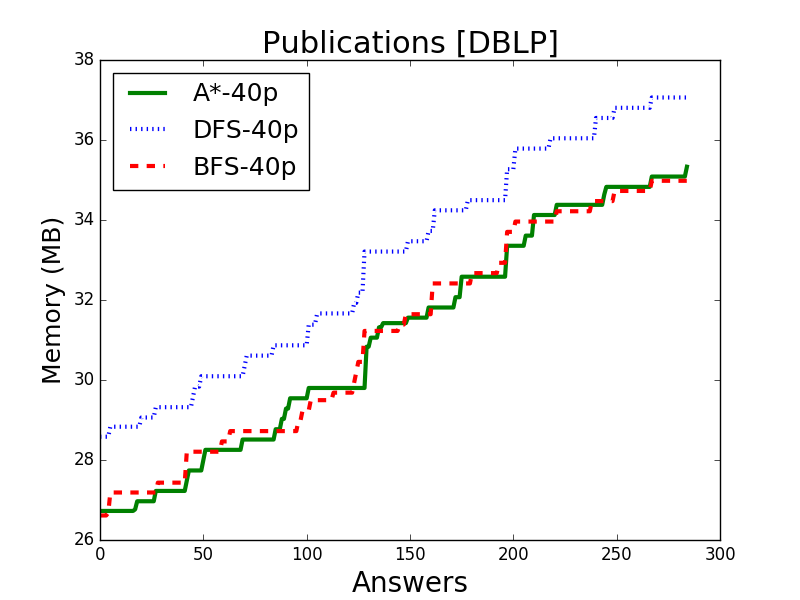 Publications [DBLP]
A*-40p
DFS-40p
BFS-40p
Memory (MB)
38
36
34
32
30
28
26
0 50 100 150 200 250 300
Answers